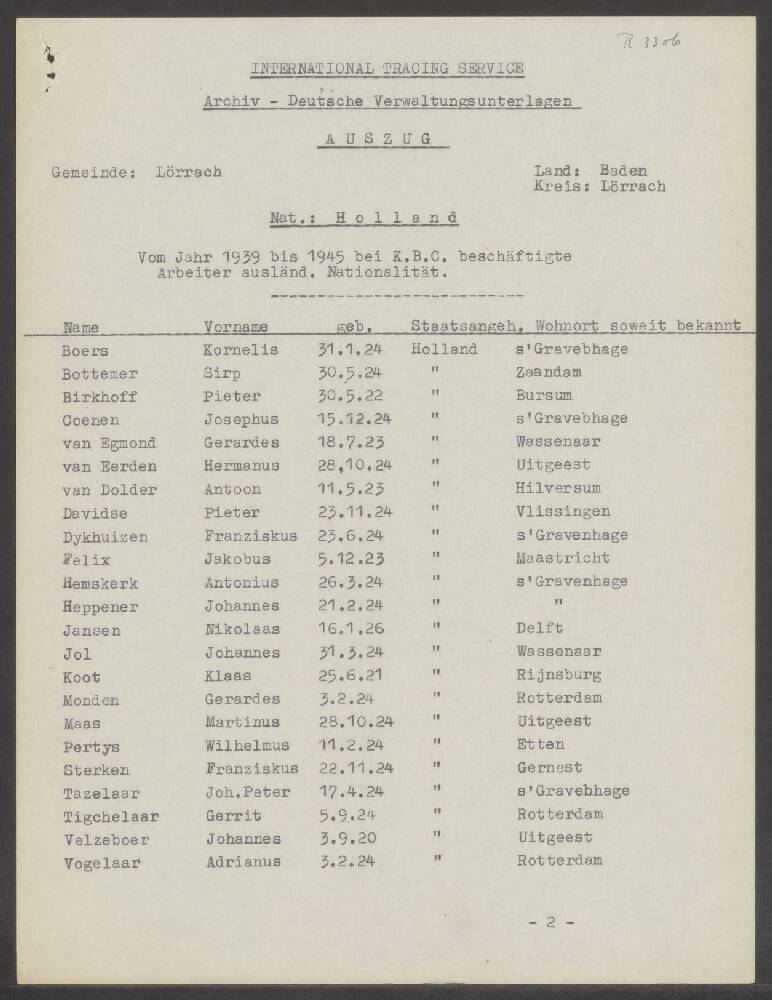 R 3306
INTERNATIONAL TRACING SERVICE
Archiv - Deutsche Verwaltungsunterlagen
A U S Z U G
Gemeinde: Lörrach Land: Baden
Kreis: Lörrach
Nat.: H o l l a n d
Vom Jahr 1939 bis 1945 bei K.B.C. beschäftigte
Arbeiter ausländ. Nationalität.
Name Vorname geb. Staatsangeh. Wohnort soweit bekannt
Boers Kornelis 31.1.24 Holland s'Gravebhage
Bottemer Sirp 30.5.24 " Zaandam
Birkhoff Pieter 30.5.22 " Bursum
Coenen Josephus 15.12.24 " s'Gravebhage
van Egmond Gerardes 18.7.23 " Wassenaar
van Eerden Hermanus 28,10.24 " Uitgeest
van Dolder Antoon 11.5.23 " Hilversum
Davidse Pieter 23.11.24 " Vlissingen
Dykhuizen Franziskus 23.6.24 " s'Gravenhage
Felix Jakobus 5.12.23 " Maastricht
Hemskerk Antonius 26.3.24 " s'Gravenhage
Heppener Johannes 21.2.24 " "
Jansen Nikolaas 16.1.26 " Delft
Jol Johannes 31.3.24 " Wassenaar
Koot Klaas 25.6.21 " Rijnsburg
Monden Gerardes 3.2.24 " Rotterdam
Maas Martinus 28.10.24 " Uitgeest
Pertys Wilhelmus 11.2.24 " Etten
Sterken Franziskus 22.11.24 " Gernest
Tazelaar Joh.Peter 17.4.24 " s'Gravebhage
Tigchelaar Gerrit 5.9.24 " Rotterdam
Velzeboer Johannes 3.9.20 " Uitgeest
Vogelaar Adrianus 3.2.24 " Rotterdam
- 2 -